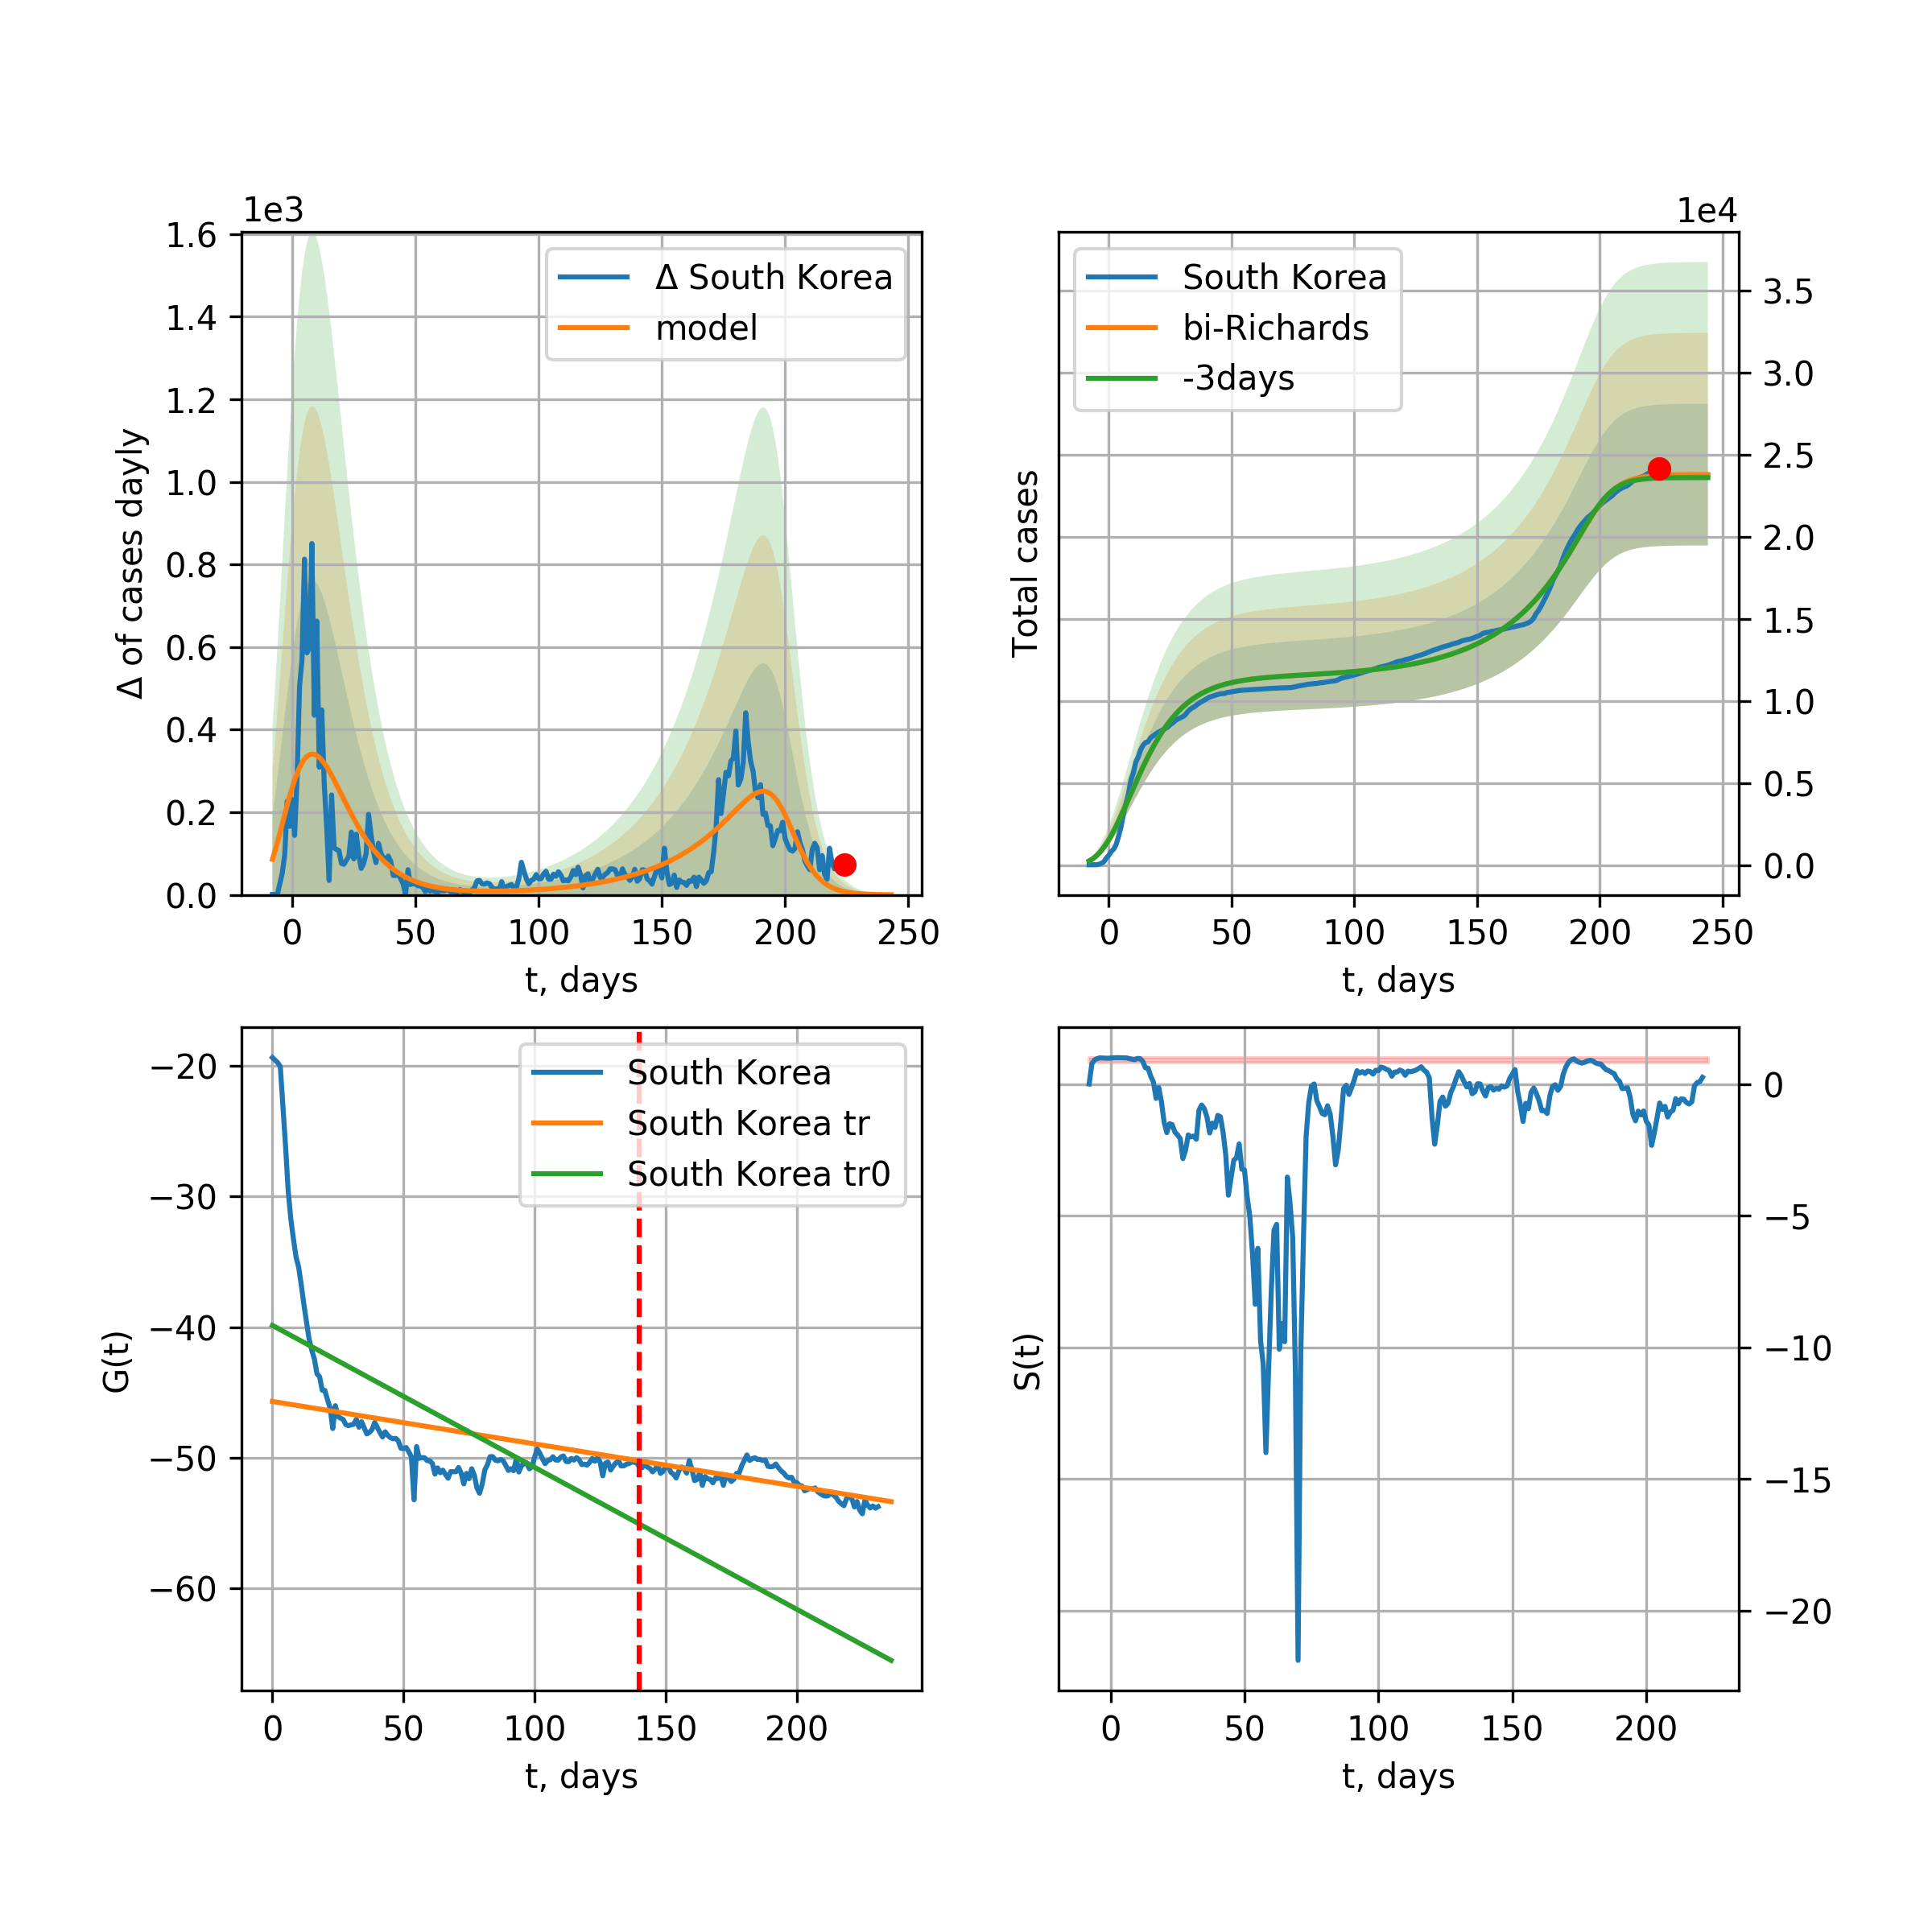 1e3
1.6
1.4
1.2
1.0
0.8
0.6
0.4
0.2
0.0
Δ of cases dayly
Δ South Korea
model
0 50 100 150 200 250
t, days
1e4
South Korea
bi-Richards
-3days
Total cases
3.5
3.0
2.5
2.0
1.5
1.0
0.5
0.0
0 50 100 150 200 250
t, days
−20
−30
−40
−50
−60
G(t)
South Korea
South Korea tr
South Korea tr0
0 50 100 150 200
t, days
S(t)
0
−5
−10
−15
−20
0 50 100 150 200
t, days